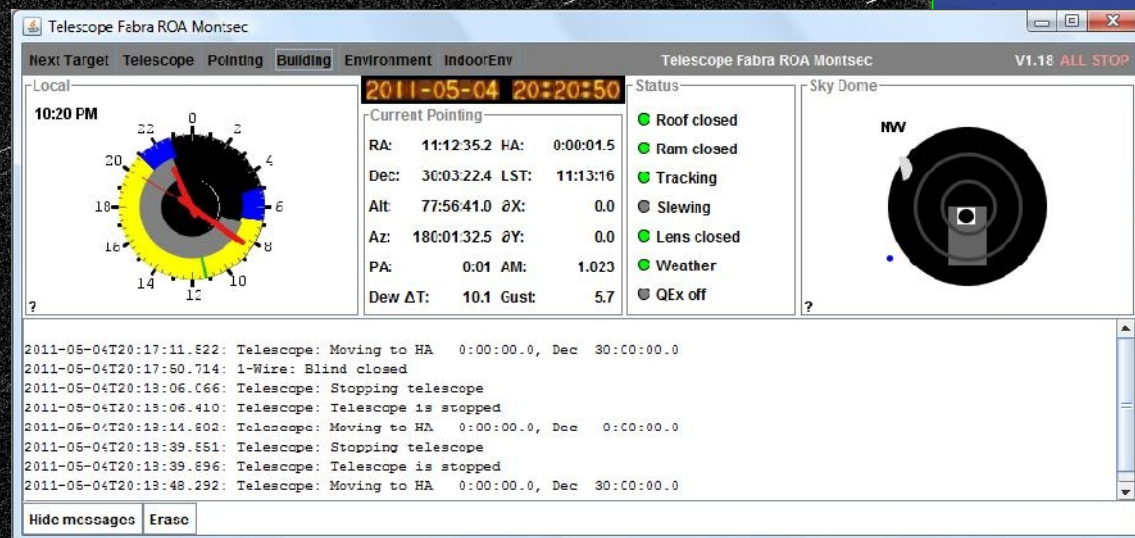 Telescope Fabra ROA Montsec
Next Target Telescope Pointing Building Environment IndoorEnv Telescope Fabra ROA Montsec V1.18 ALL STOP
Local
10:20 PM
0
2
4
6
8
10
12
14
16
18
20
22
?
2011-05-04 20:20:50
Current Pointing
RA: 11:12:35.2 HA: 0:00:01.5
Dec: 30:03:22.4 LST: 11:13:16
Alt: 77:56:41.0 ∂X: 0.0
Az: 180:01:32.5 ∂Y: 0.0
PA: 0:01 AM: 1.023
Dew ΔT: 10.1 Gust: 5.7
Status
Roof closed
Ram closed
Tracking
Slewing
Lens closed
Weather
QEx off
Sky Dome
NW
?
2011-05-04T20:17:11.522: Telescope: Moving to HA 0:00:00.0, Dec 30:00:00.0
2011-05-04T20:17:50.714: 1-Wire: Blind closed
2011-05-04T20:18:06.066: Telescope: Stopping telescope
2011-05-04T20:18:06.410: Telescope: Telescope is stopped
2011-05-04T20:18:14.802: Telescope: Moving to HA 0:00:00.0, Dec 0:00:00.0
2011-05-04T20:18:39.551: Telescope: Stopping telescope
2011-05-04T20:18:39.896: Telescope: Telescope is stopped
2011-05-04T20:18:48.292: Telescope: Moving to HA 0:00:00.0, Dec 30:00:00.0
Hide messages Erase